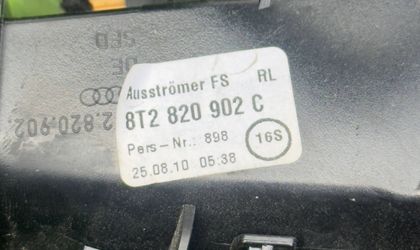 Ausströmer FS RL
8T2 820 902 C
Pers-Nr.: 898 16S
25.08.10 05:38
2.820.902